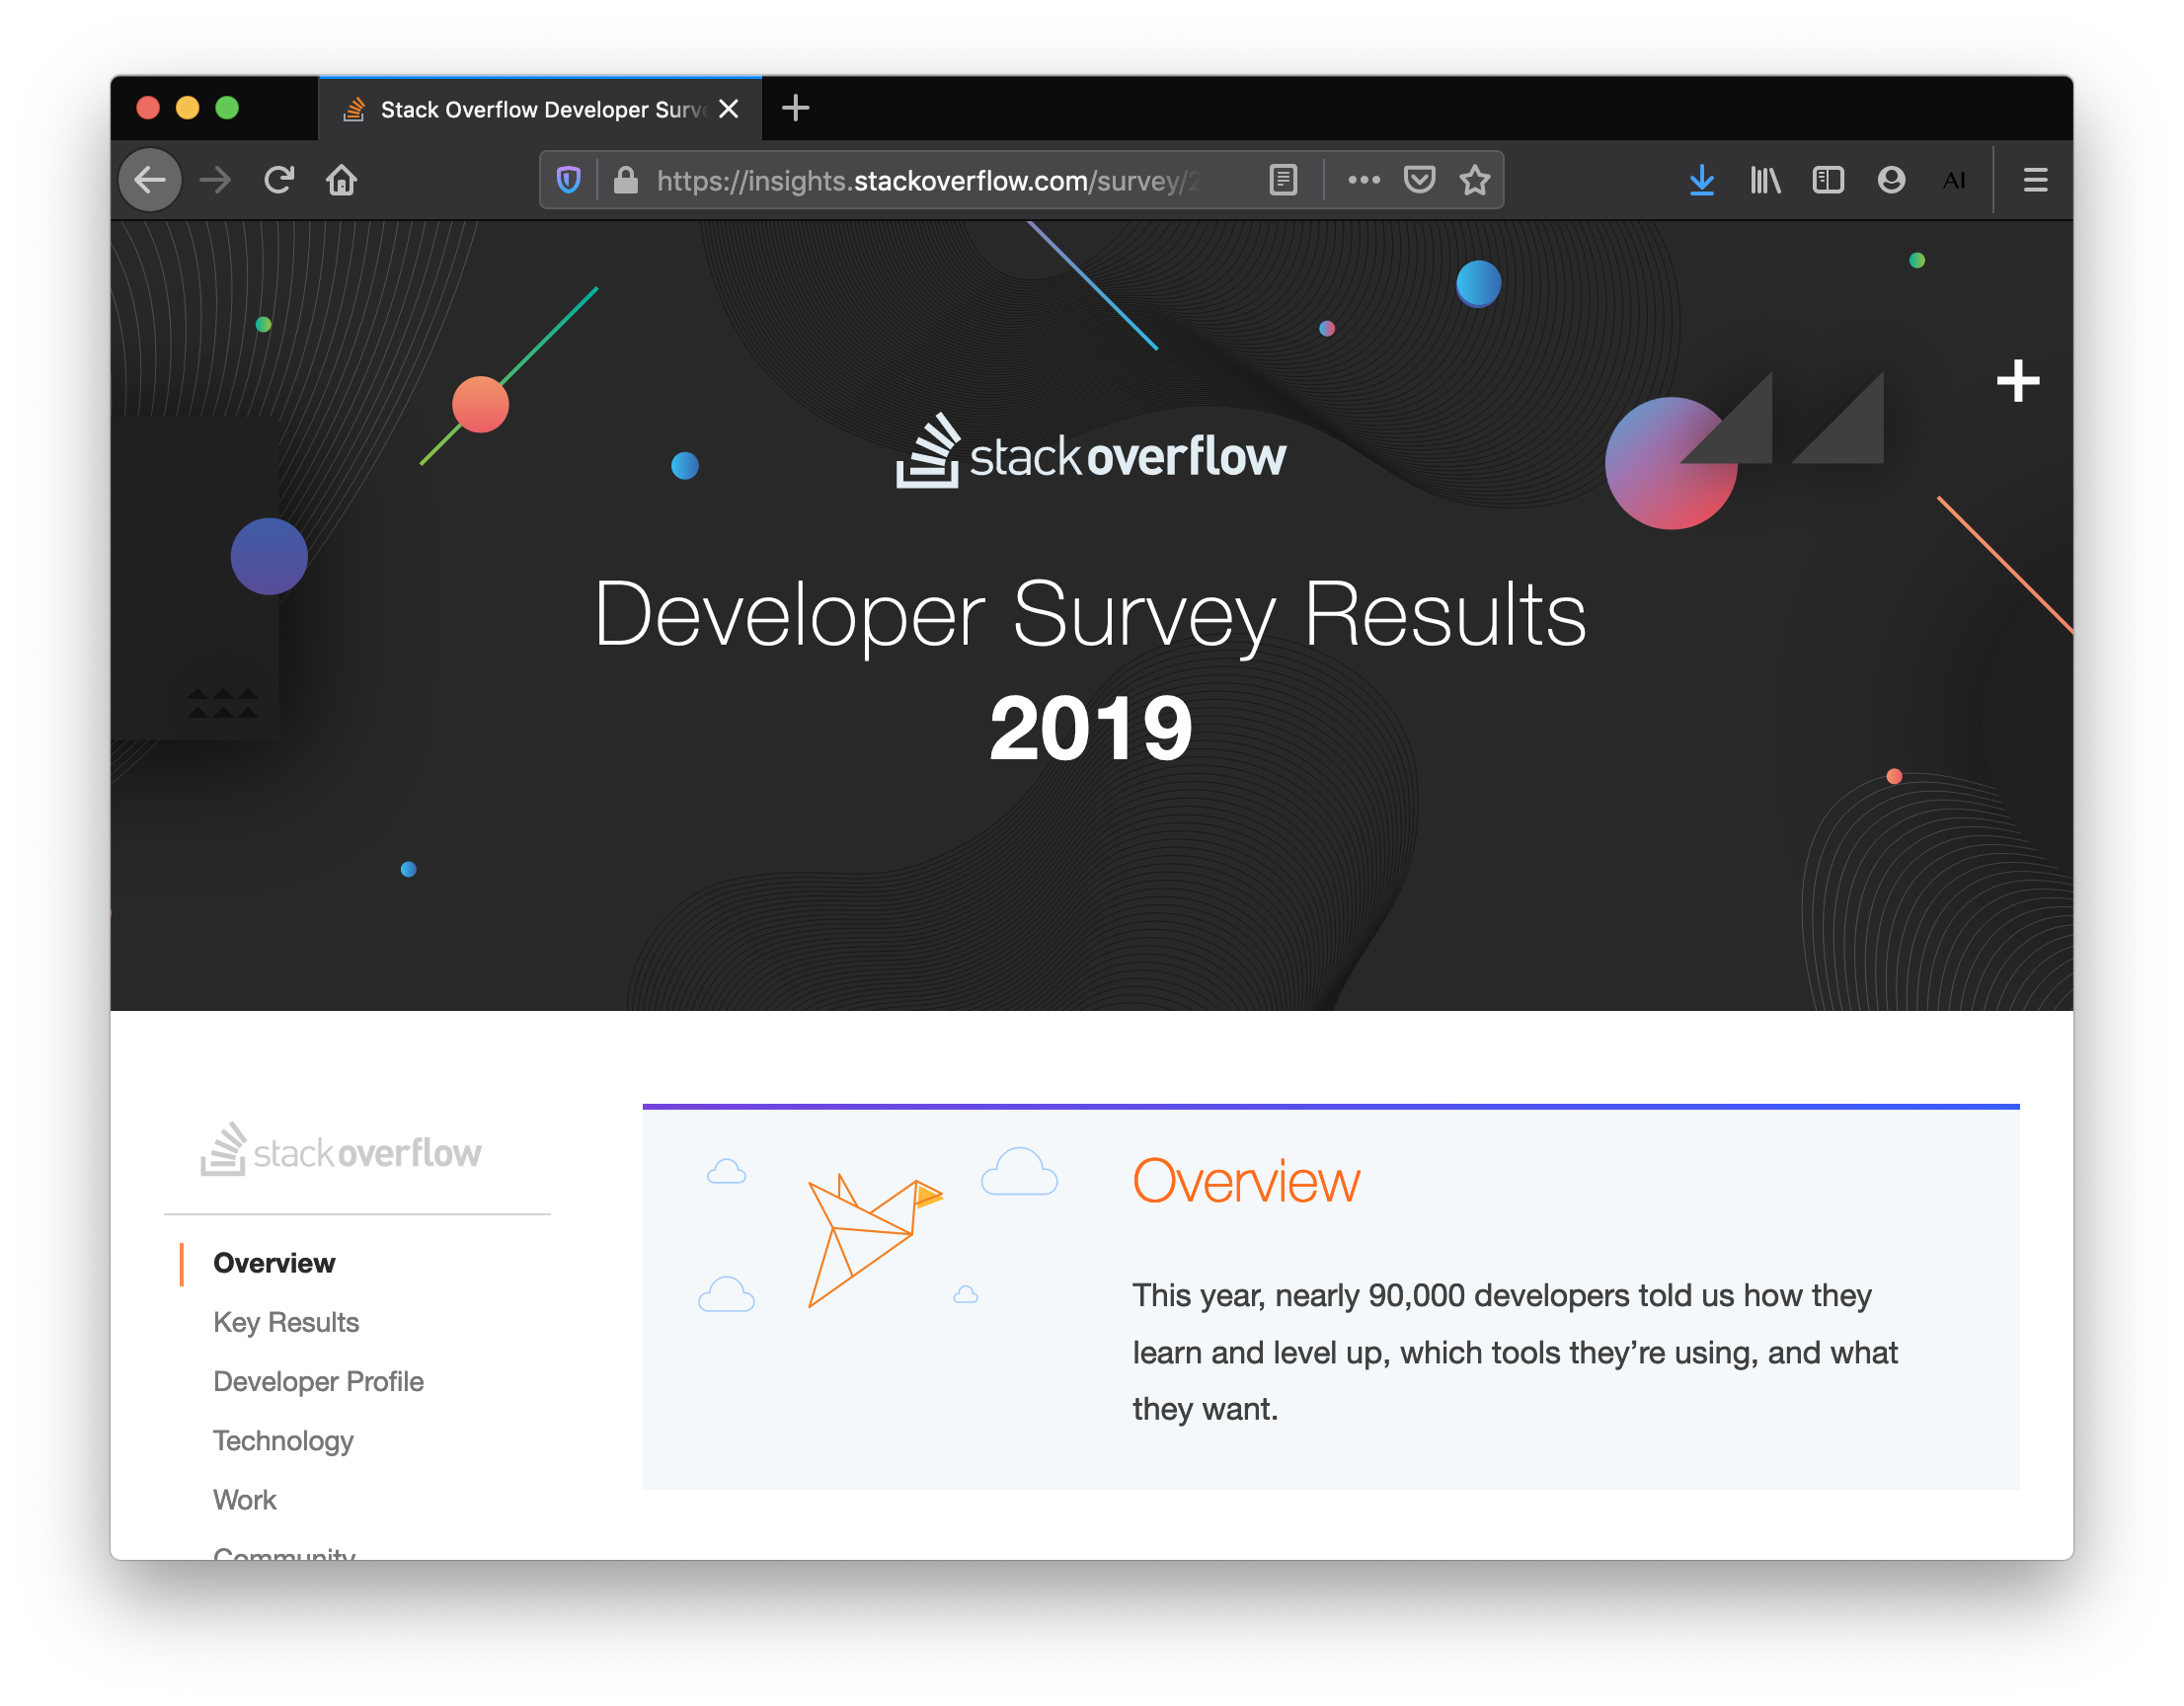 Stack Overflow Developer Surv
https://insights.stackoverflow.com/survey/2
AI
stackoverflow
Developer Survey Results
2019
stackoverflow
Overview
Key Results
Developer Profile
Technology
Work
Community
Overview
This year, nearly 90,000 developers told us how they
learn and level up, which tools they’re using, and what
they want.